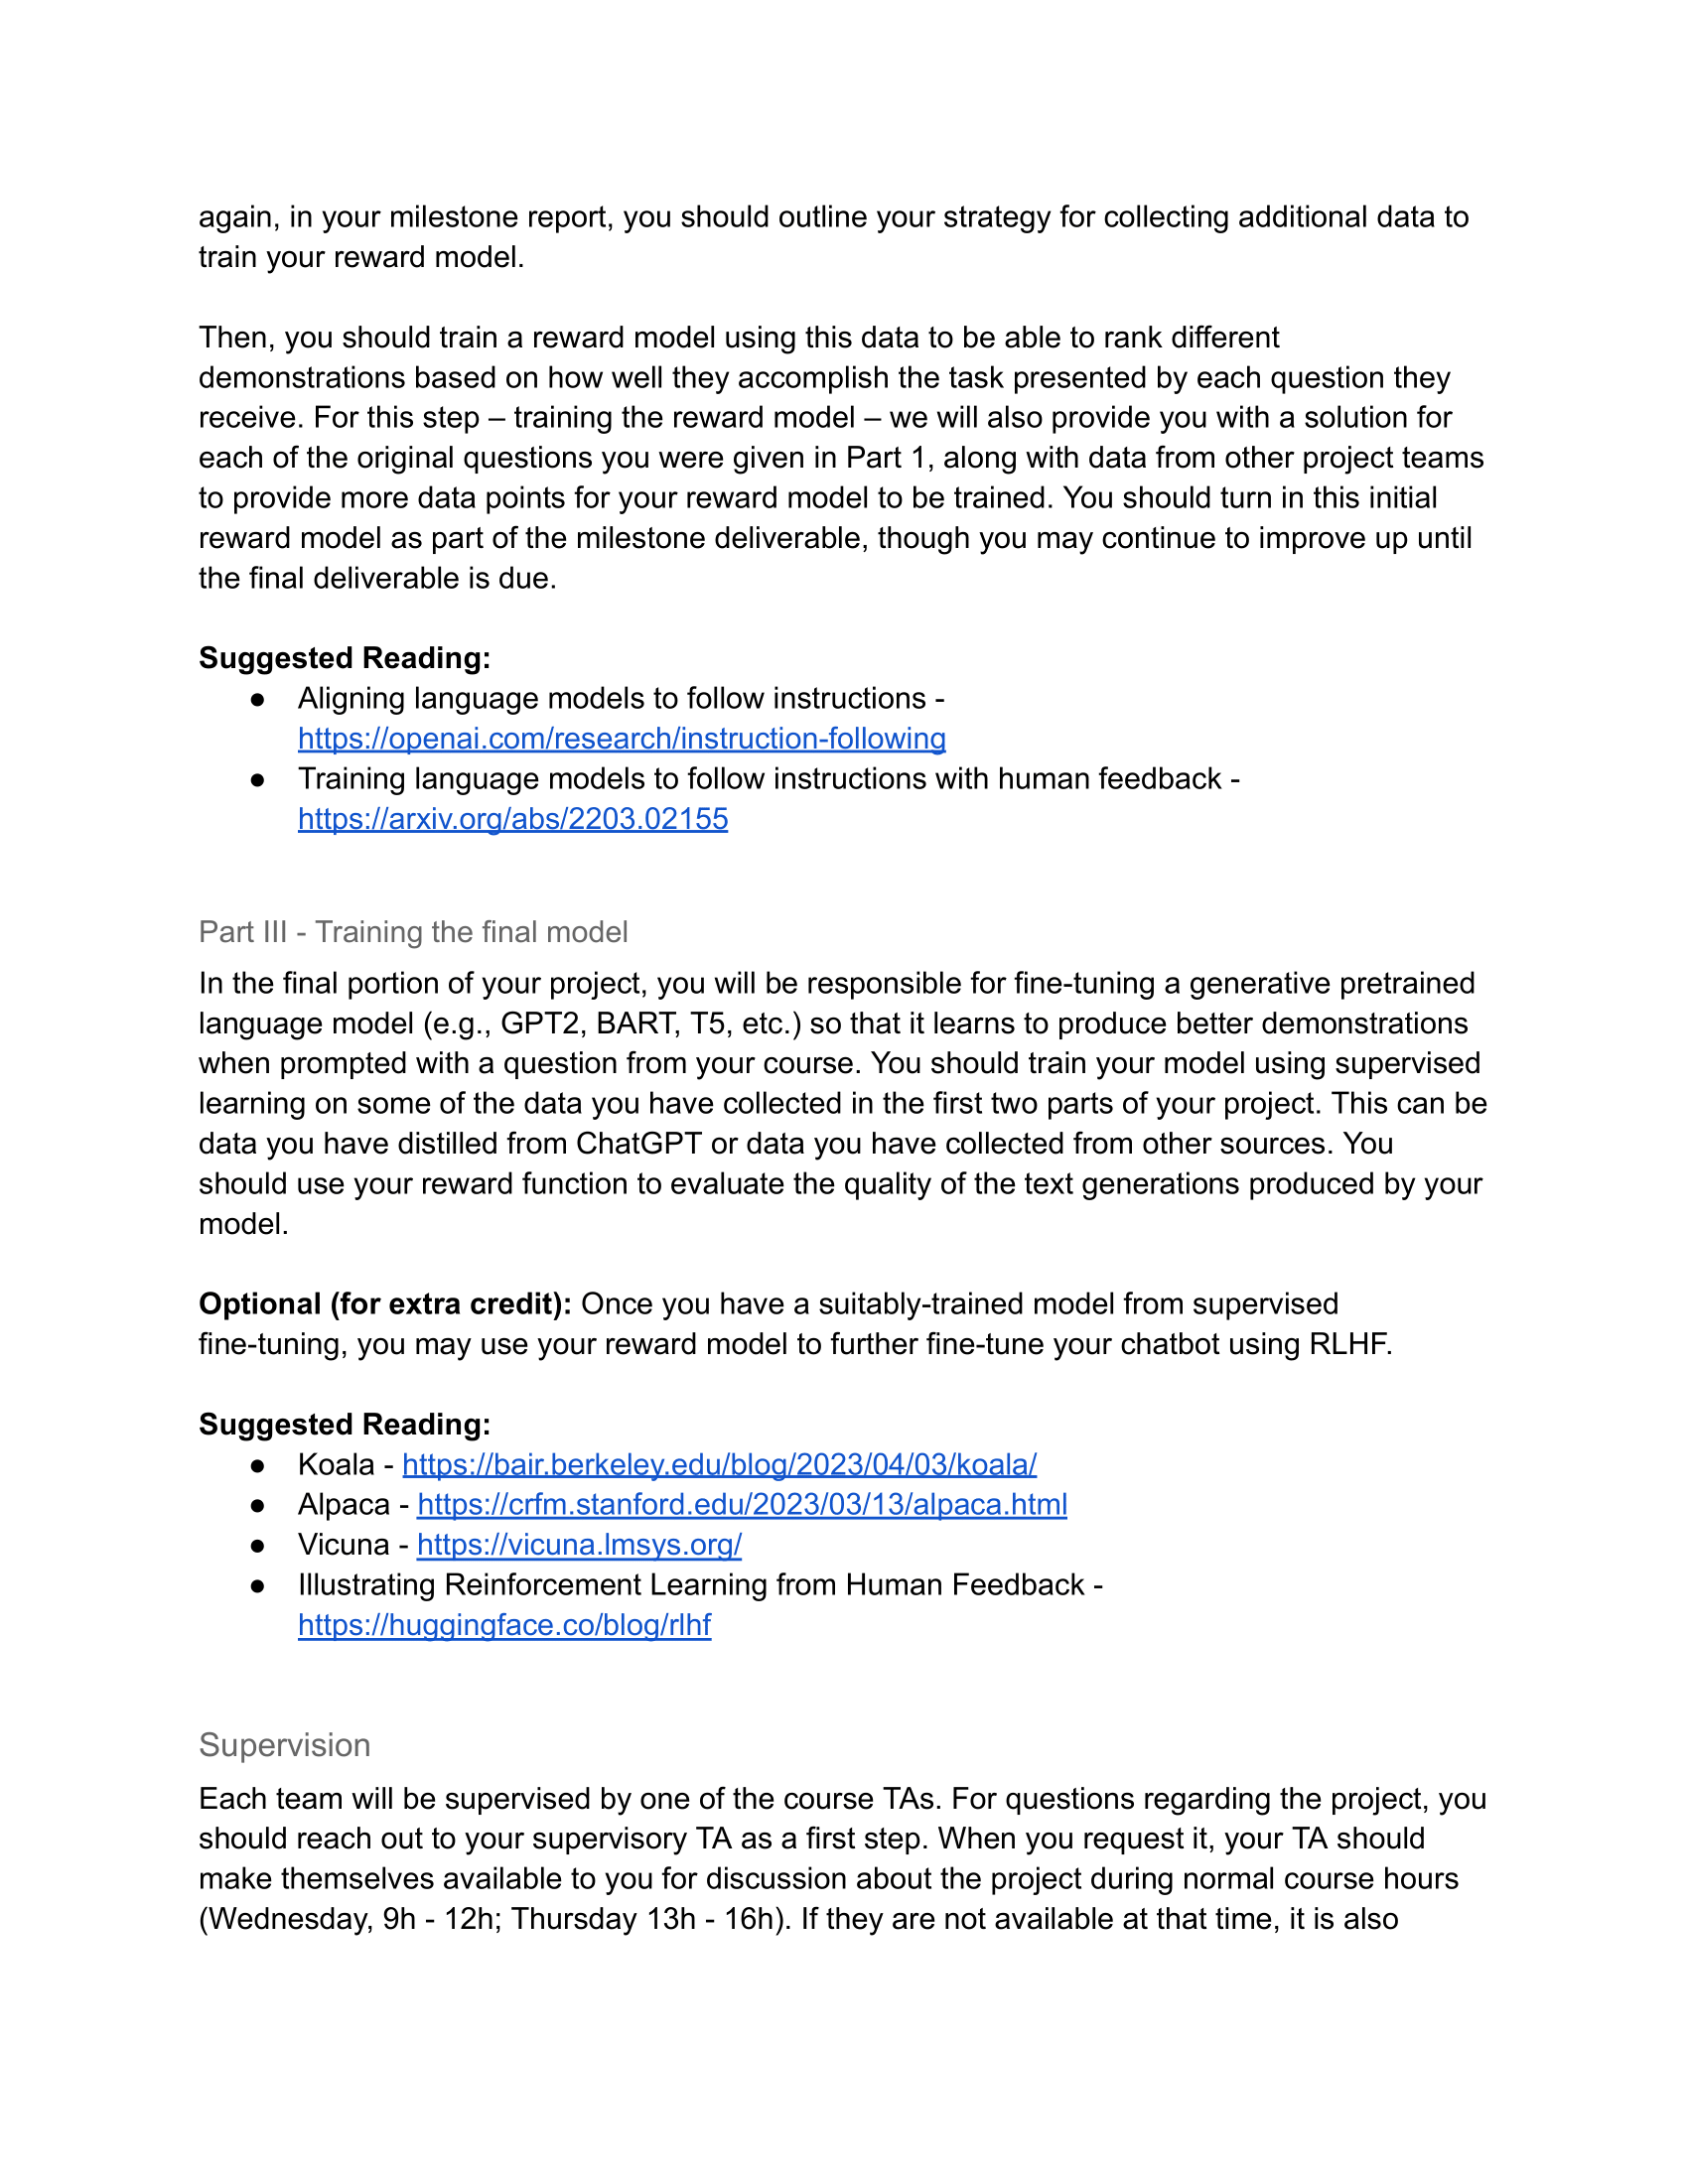 again, in your milestone report, you should outline your strategy for collecting additional data to
train your reward model.
Then, you should train a reward model using this data to be able to rank different
demonstrations based on how well they accomplish the task presented by each question they
receive. For this step – training the reward model – we will also provide you with a solution for
each of the original questions you were given in Part 1, along with data from other project teams
to provide more data points for your reward model to be trained. You should turn in this initial
reward model as part of the milestone deliverable, though you may continue to improve up until
the final deliverable is due.
Suggested Reading:
● Aligning language models to follow instructions -
https://openai.com/research/instruction-following
● Training language models to follow instructions with human feedback -
https://arxiv.org/abs/2203.02155
Part III - Training the final model
In the final portion of your project, you will be responsible for fine-tuning a generative pretrained
language model (e.g., GPT2, BART, T5, etc.) so that it learns to produce better demonstrations
when prompted with a question from your course. You should train your model using supervised
learning on some of the data you have collected in the first two parts of your project. This can be
data you have distilled from ChatGPT or data you have collected from other sources. You
should use your reward function to evaluate the quality of the text generations produced by your
model.
Optional (for extra credit): Once you have a suitably-trained model from supervised
fine-tuning, you may use your reward model to further fine-tune your chatbot using RLHF.
Suggested Reading:
● Koala - https://bair.berkeley.edu/blog/2023/04/03/koala/
● Alpaca - https://crfm.stanford.edu/2023/03/13/alpaca.html
● Vicuna - https://vicuna.lmsys.org/
● Illustrating Reinforcement Learning from Human Feedback -
https://huggingface.co/blog/rlhf
Supervision
Each team will be supervised by one of the course TAs. For questions regarding the project, you
should reach out to your supervisory TA as a first step. When you request it, your TA should
make themselves available to you for discussion about the project during normal course hours
(Wednesday, 9h - 12h; Thursday 13h - 16h). If they are not available at that time, it is also